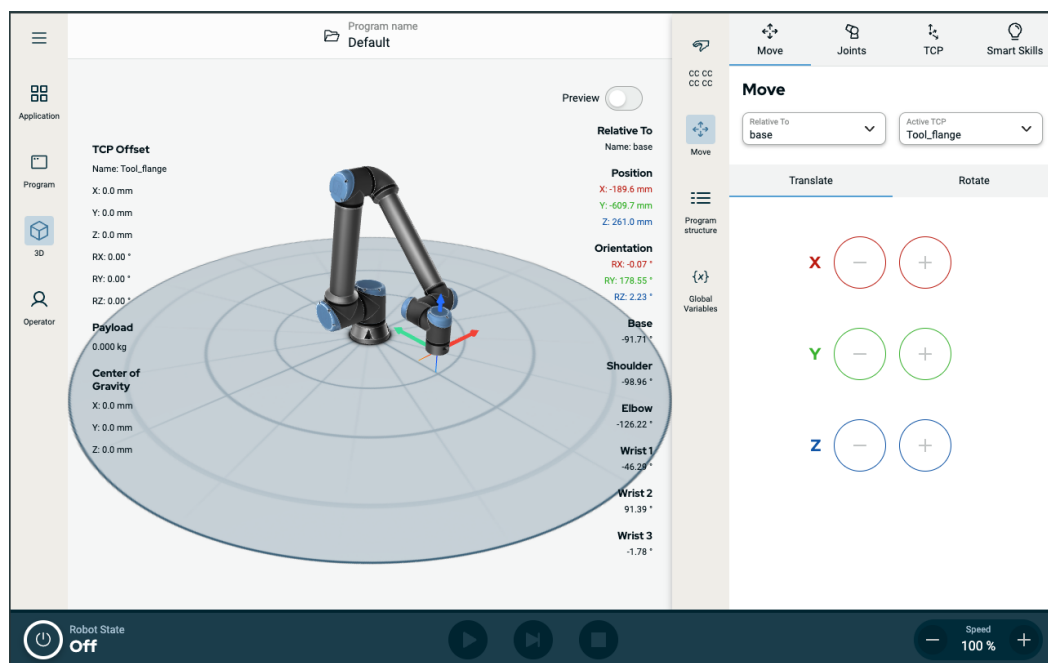 Program name
Default
Application
Program
3D
Operator
Preview
TCP Offset
Name: Tool_flange
X: 0.0 mm
Y: 0.0 mm
Z: 0.0 mm
RX: 0.00 °
RY: 0.00 °
RZ: 0.00 °
Payload
0.000 kg
Center of
Gravity
X: 0.0 mm
Y: 0.0 mm
Z: 0.0 mm
Relative To
Name: base
Position
X: -189.6 mm
Y: -609.7 mm
Z: 261.0 mm
Orientation
RX: -0.07 °
RY: 178.55 °
RZ: 2.23 °
Base
-91.71 °
Shoulder
-98.96 °
Elbow
-126.22 °
Wrist 1
-46.29 °
Wrist 2
91.39 °
Wrist 3
-1.78 °
CC CC
CC CC
Move
Program
structure
{x}
Global
Variables
Move
Joints
TCP
Smart Skills
Move
Relative To
base
Active TCP
Tool_flange
Translate
Rotate
X
Y
Z
Robot State
Off
Speed
100 %